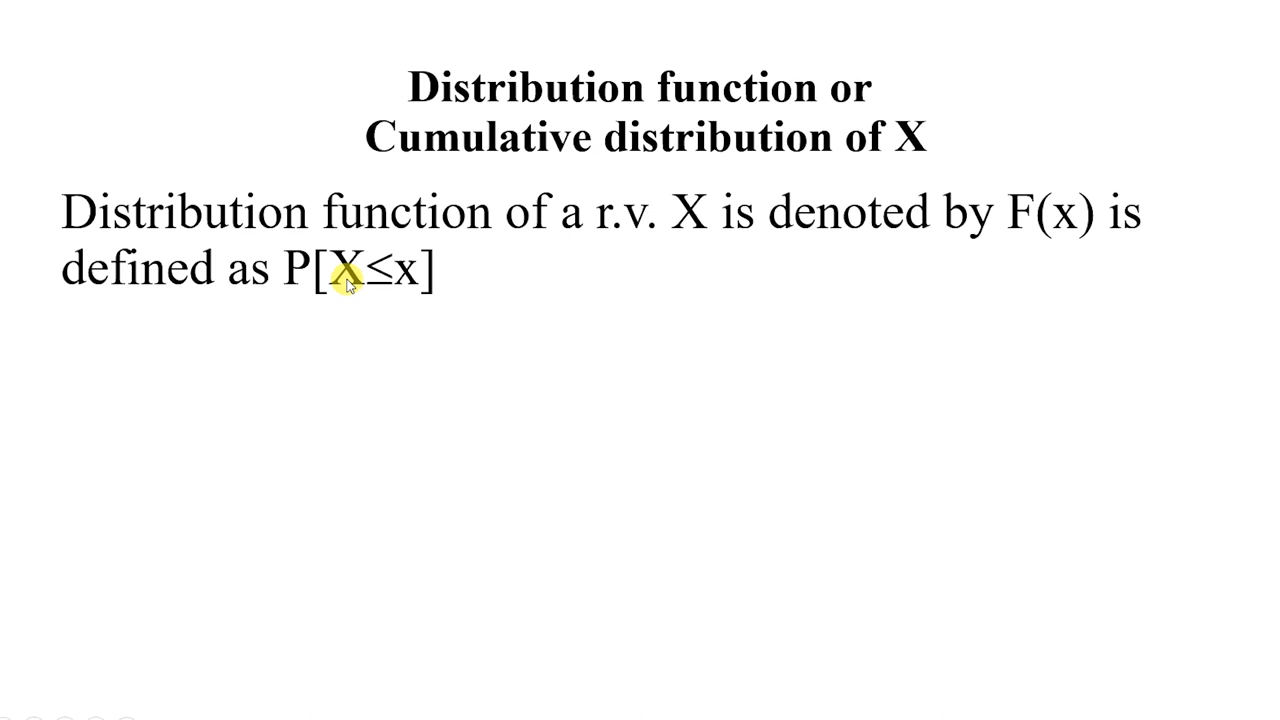 Distribution function or
Cumulative distribution of X
Distribution function of a r.v. X is denoted by F(x) is
defined as P[X≤x]